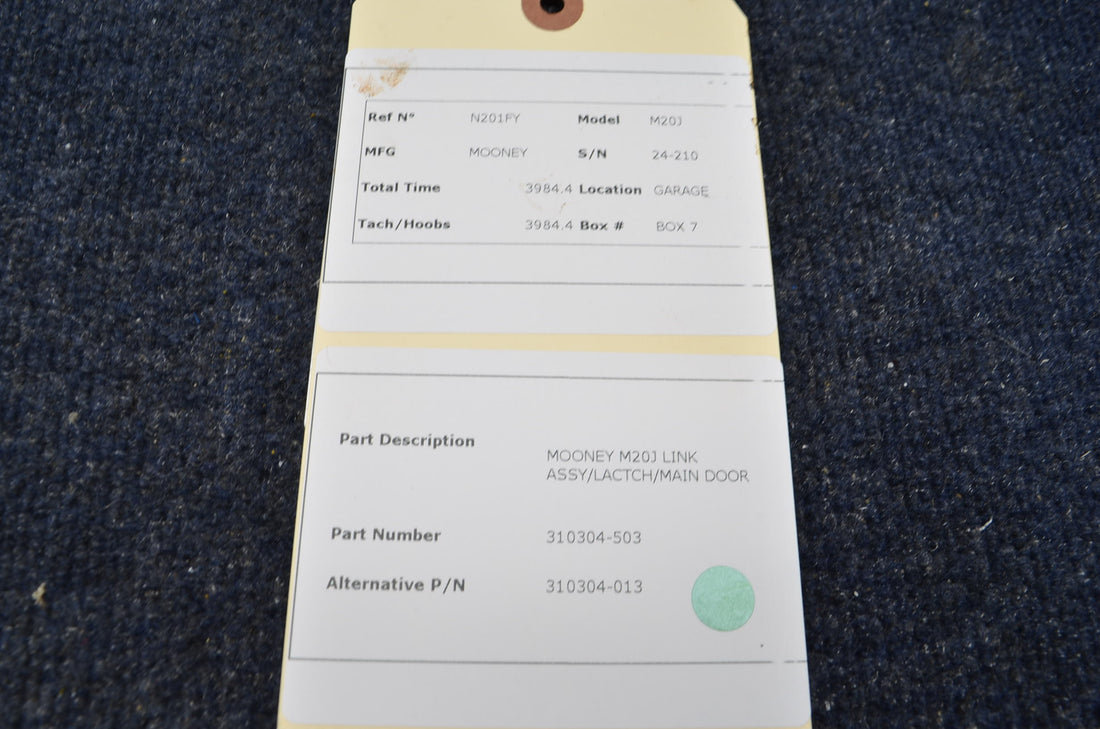 Ref N° N201FY Model M20J
MFG MOONEY S/N 24-210
Total Time 3984.4 Location GARAGE
Tach/Hoobs 3984.4 Box # BOX 7
Part Description
MOONEY M20J LINK
ASSY/LACTCH/MAIN DOOR
Part Number 310304-503
Alternative P/N 310304-013